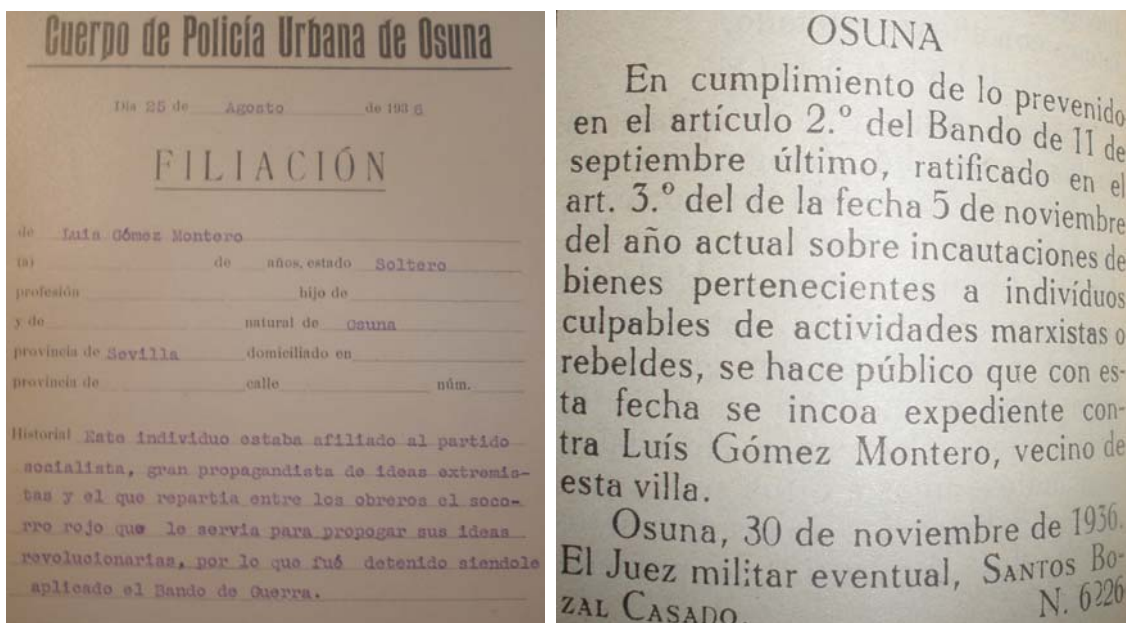 Cuerpo de Policía Urbana de Osuna
Día 25 de Agosto de 1936
FILIACIÓN
de Luis Gómez Montero
(a) de años, estado Soltero
profesión hijo de
y de natural de Osuna
provincia de Sevilla domiciliado en
provincia de calle núm.
Historial Este individuo estaba afiliado al partido
socialista, gran propagandista de ideas extremis-
tas y el que repartia entre los obreros el soco-
rro rojo que le servia para propogar sus ideas
revolucionarias, por lo que fué detenido siendole
aplicado el Bando de Guerra.
OSUNA
En cumplimiento de lo prevenido
en el artículo 2.º del Bando de 11 de
septiembre último, ratificado en el
art. 3.º del de la fecha 5 de noviembre
del año actual sobre incautaciones de
bienes pertenecientes a indivíduos
culpables de actividades marxistas o
rebeldes, se hace público que con es-
ta fecha se incoa expediente con-
tra Luís Gómez Montero, vecino de
esta villa.
Osuna, 30 de noviembre de 1936.
El Juez militar eventual, SANTOS BO-
ZAL CASADO. N. 6226